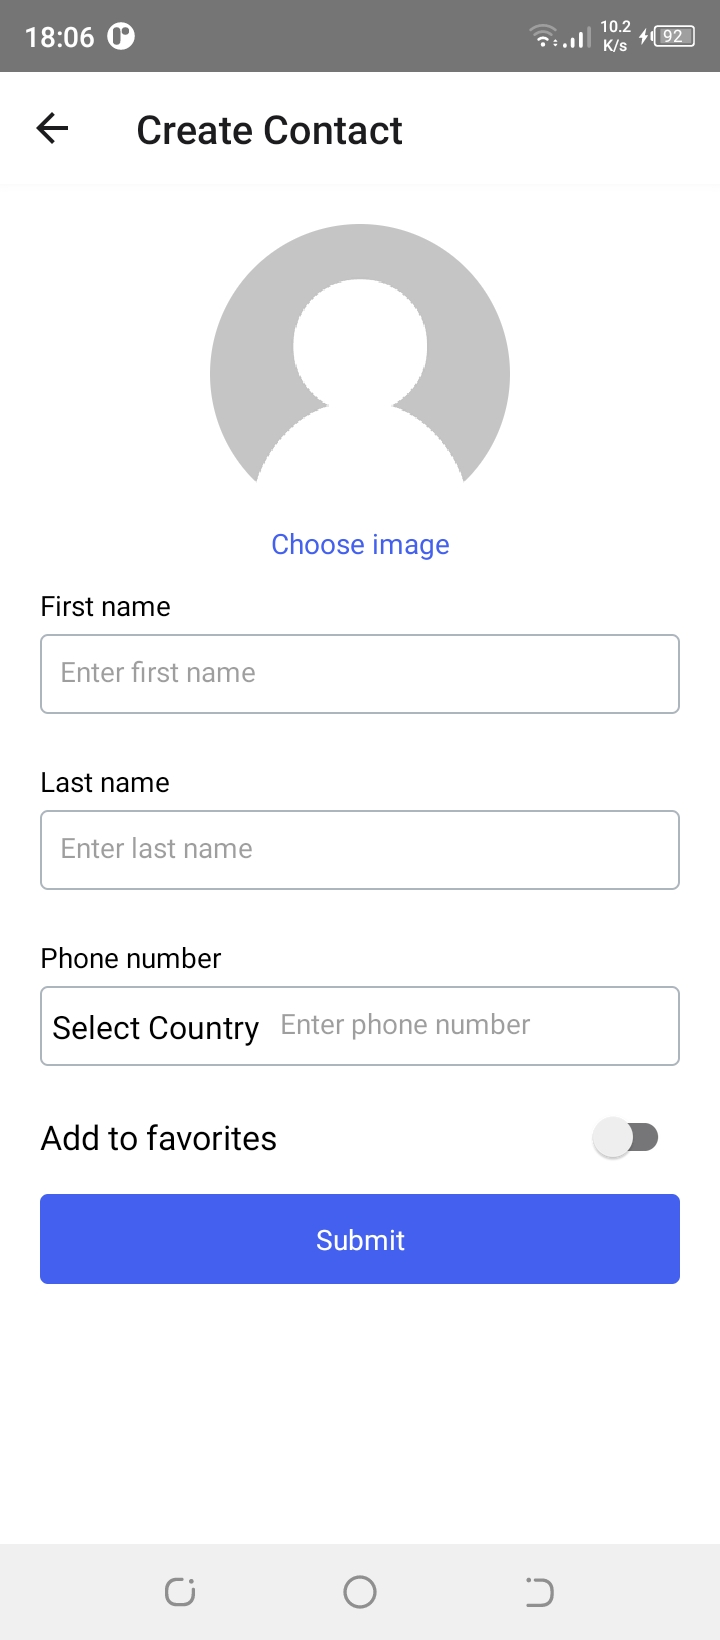 18:06
10.2
K/s
92
Create Contact
Choose image
First name
Enter first name
Last name
Enter last name
Phone number
Select Country Enter phone number
Add to favorites
Submit